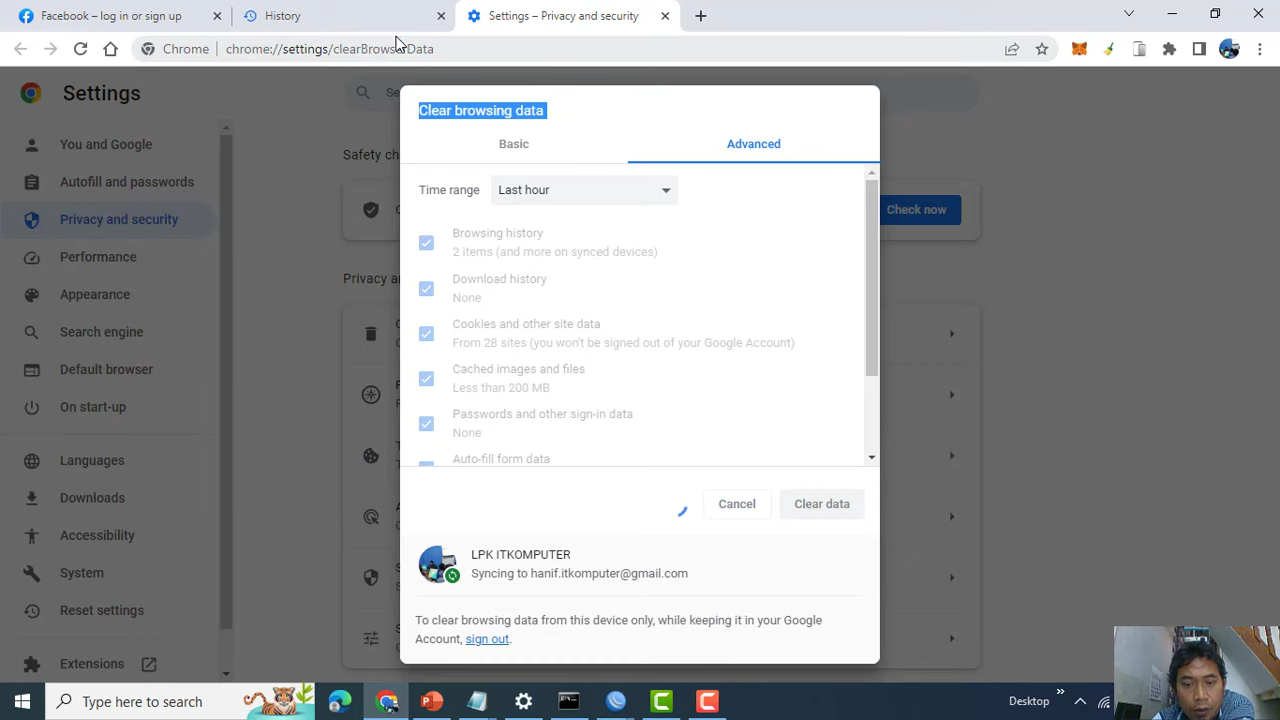 Facebook – log in or sign up
History
Settings – Privacy and security
Chrome
chrome://settings/clearBrowserData
Settings
Clear browsing data
Basic
Advanced
You and Google
Autofill and passwords
Privacy and security
Performance
Appearance
Search engine
Default browser
On start-up
Languages
Downloads
Accessibility
System
Reset settings
Extensions
Safety ch
Check now
Privacy an
Time range
Last hour
Browsing history
2 items (and more on synced devices)
Download history
None
Cookies and other site data
From 28 sites (you won't be signed out of your Google Account)
Cached images and files
Less than 200 MB
Passwords and other sign-in data
None
Auto-fill form data
Cancel
Clear data
LPK ITKOMPUTER
Syncing to hanif.itkomputer@gmail.com
To clear browsing data from this device only, while keeping it in your Google
Account, sign out.
Type here to search
Desktop